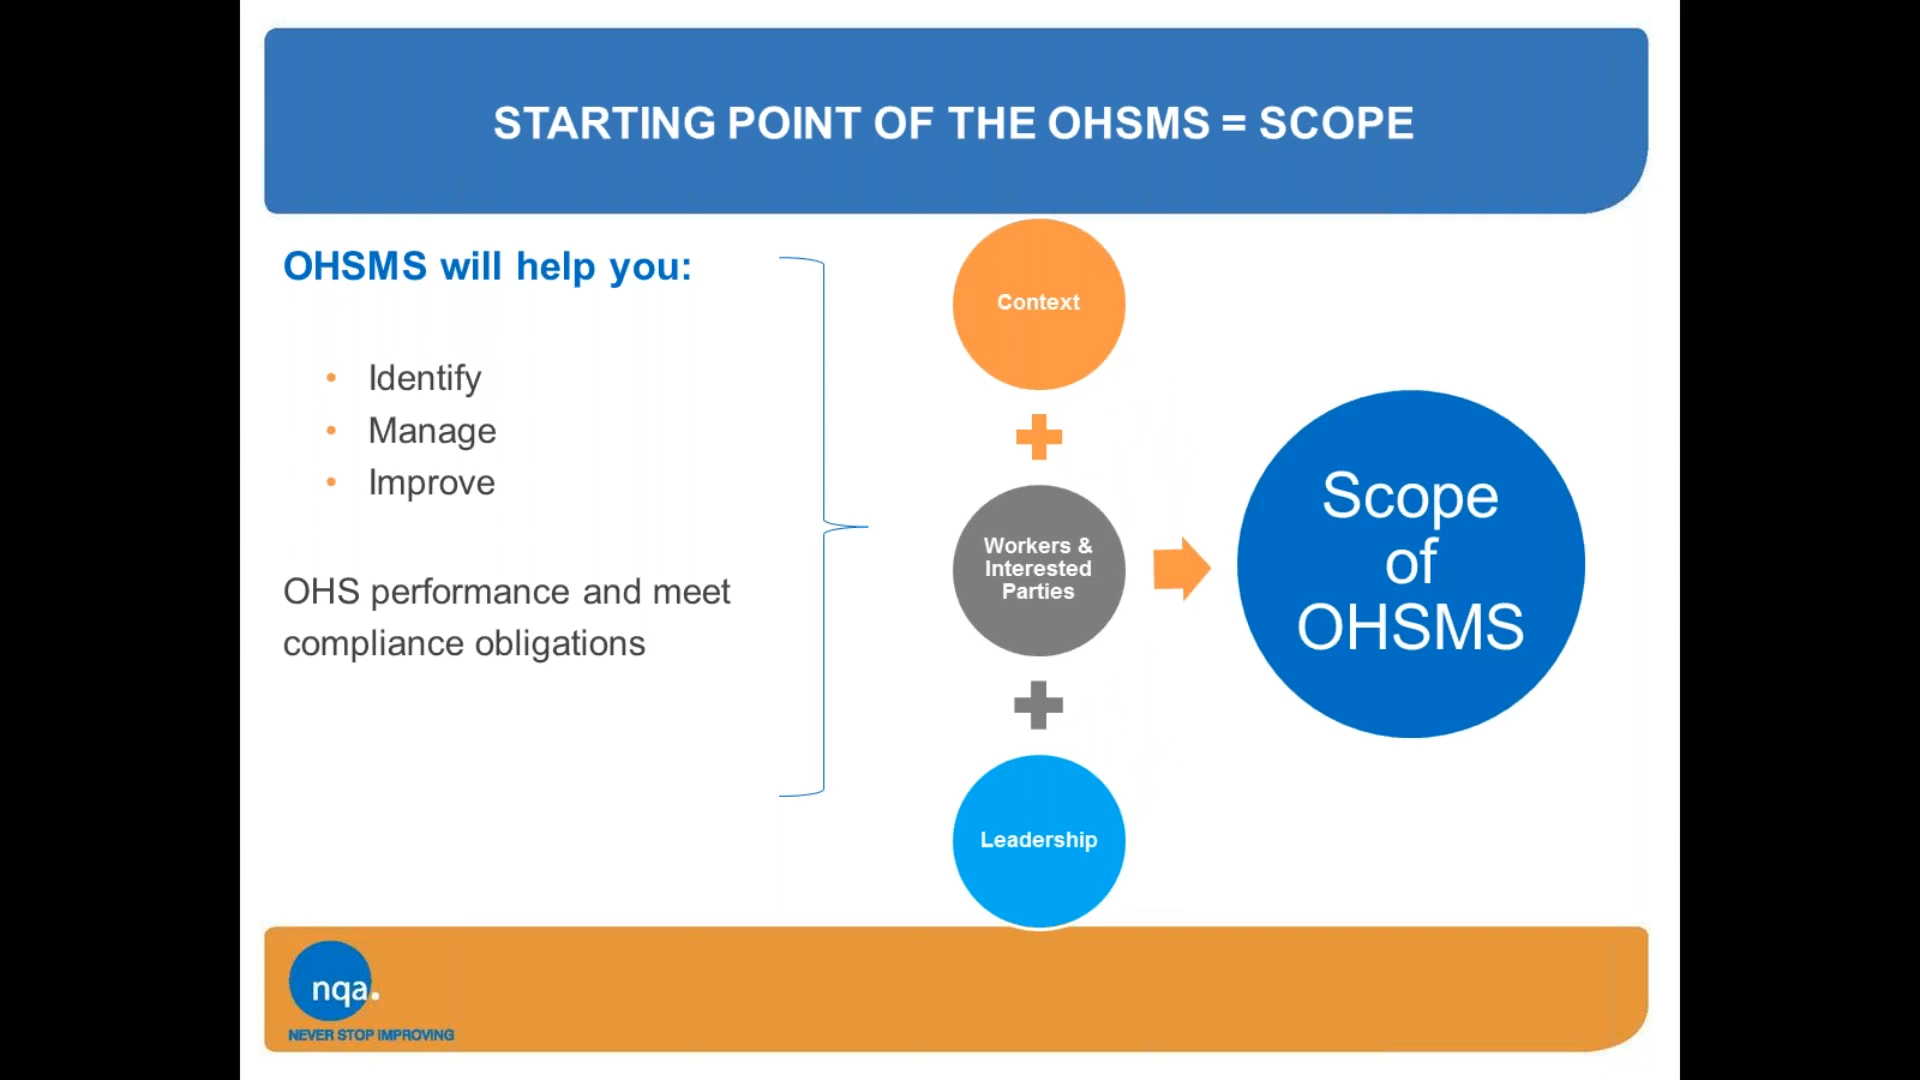 STARTING POINT OF THE OHSMS = SCOPE
OHSMS will help you:
• Identify
• Manage
• Improve
OHS performance and meet
compliance obligations
Context
Workers &
Interested
Parties
Leadership
Scope
of
OHSMS
nqa.
NEVER STOP IMPROVING